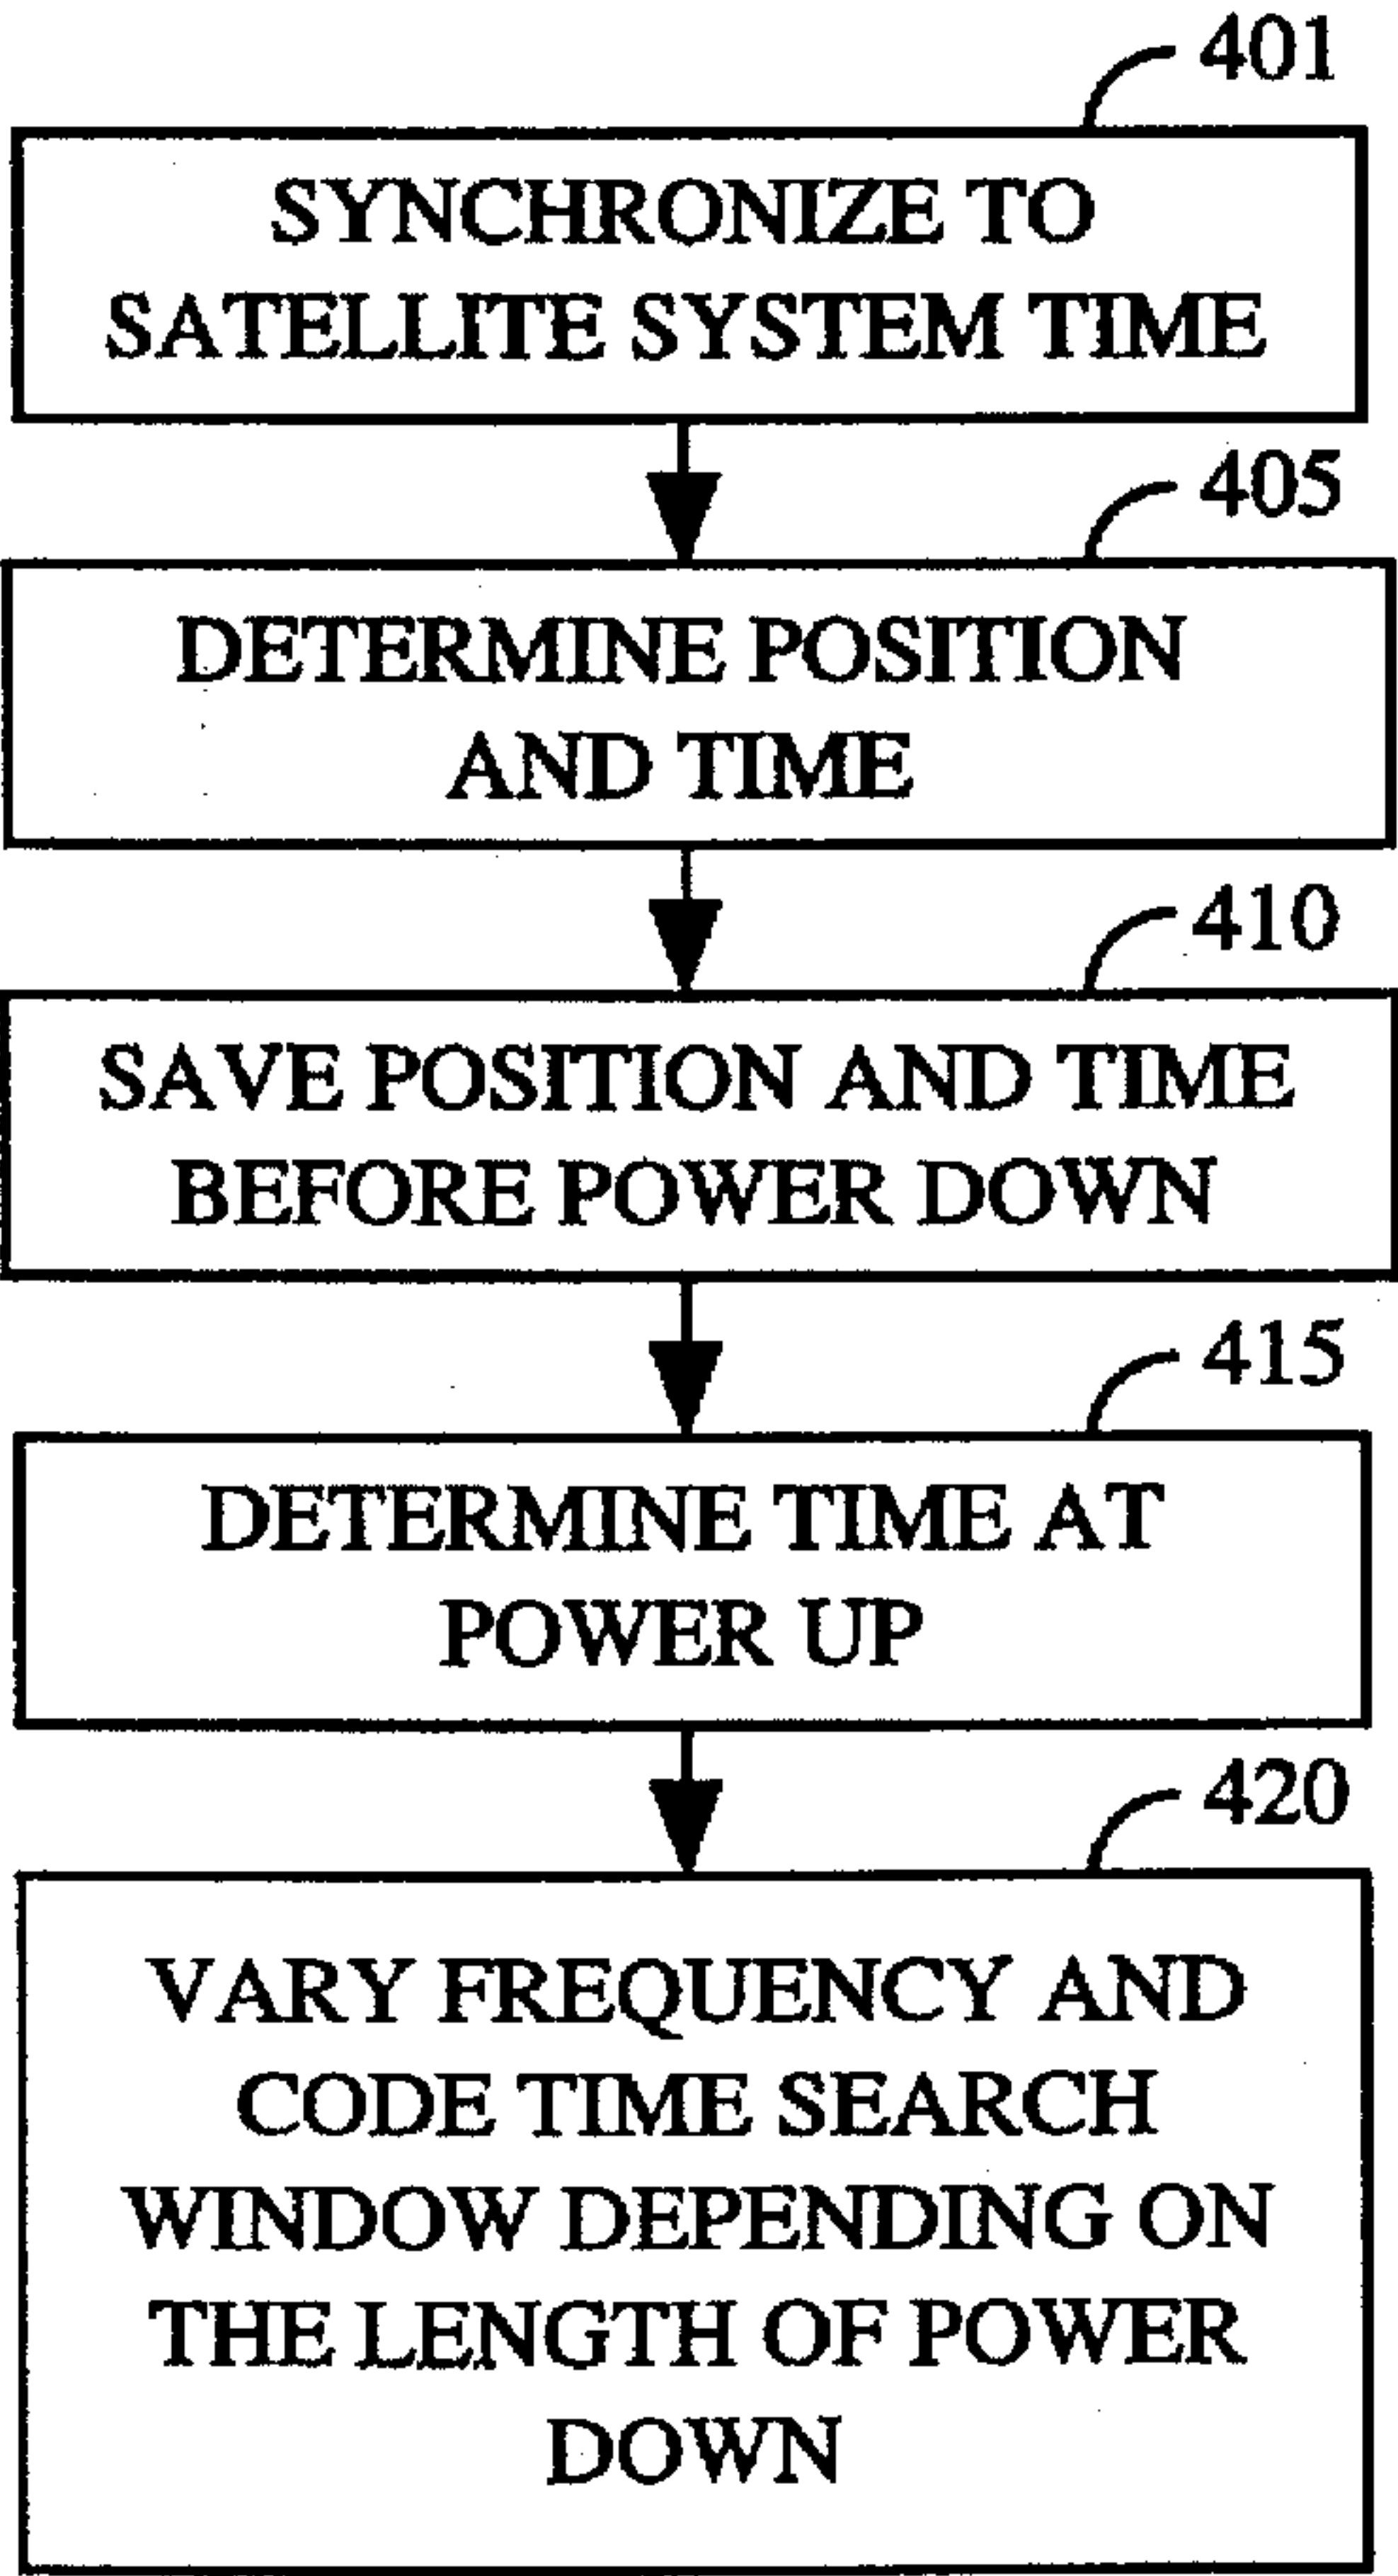 401
SYNCHRONIZE TO
SATELLITE SYSTEM TIME
405
DETERMINE POSITION
AND TIME
410
SAVE POSITION AND TIME
BEFORE POWER DOWN
415
DETERMINE TIME AT
POWER UP
420
VARY FREQUENCY AND
CODE TIME SEARCH
WINDOW DEPENDING ON
THE LENGTH OF POWER
DOWN